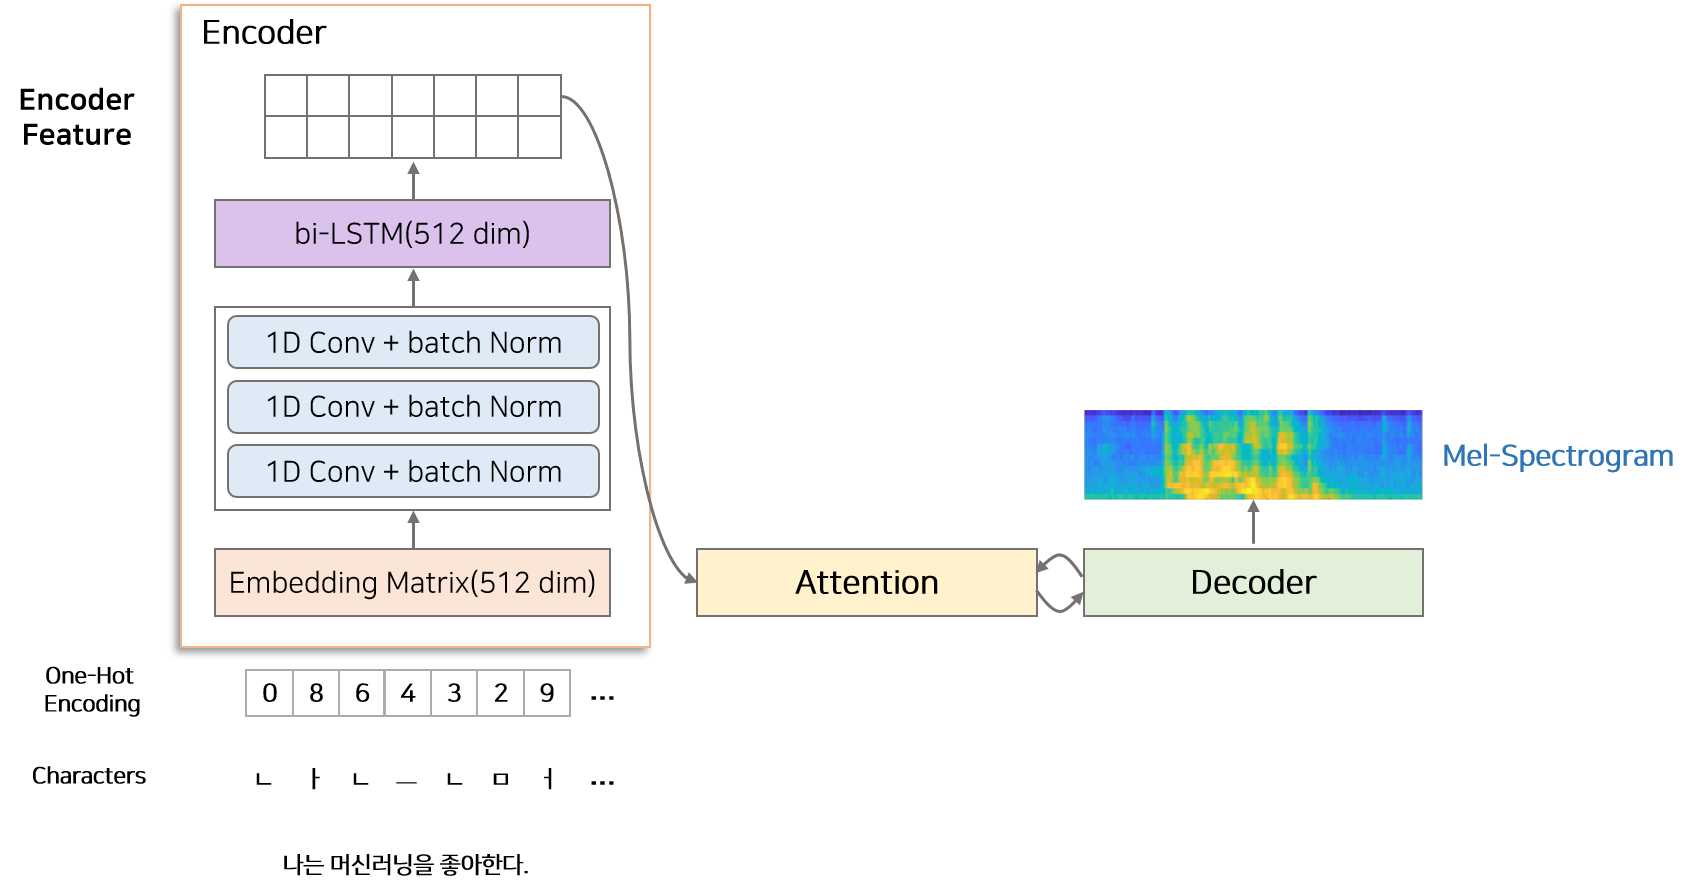 Encoder
Encoder
Feature
bi-LSTM(512 dim)
1D Conv + batch Norm
1D Conv + batch Norm
1D Conv + batch Norm
Mel-Spectrogram
Embedding Matrix(512 dim)
Attention
Decoder
One-Hot
Encoding
0 8 6 4 3 2 9 ...
Characters
ㄴ ㅏ ㄴ ㅡ ㄴ ㅁ ㅓ ...
나는 머신러닝을 좋아한다.